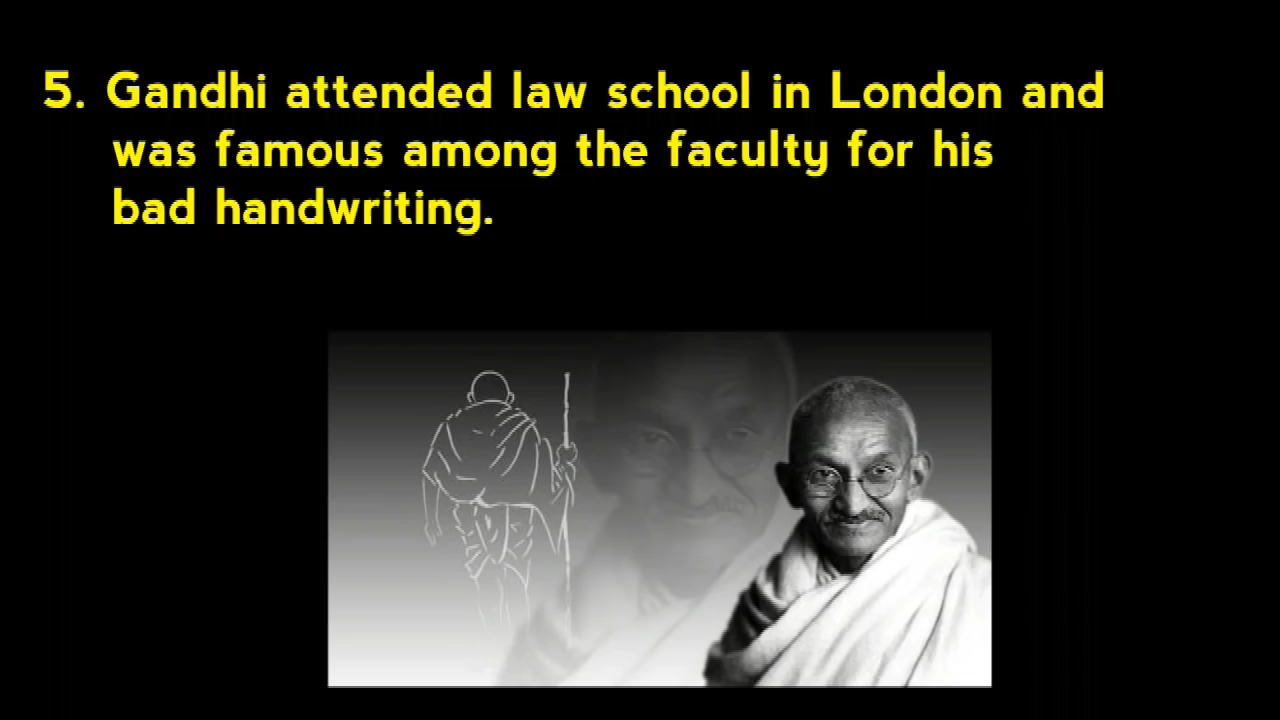 5. Gandhi attended law school in London and
was famous among the faculty for his
bad handwriting.